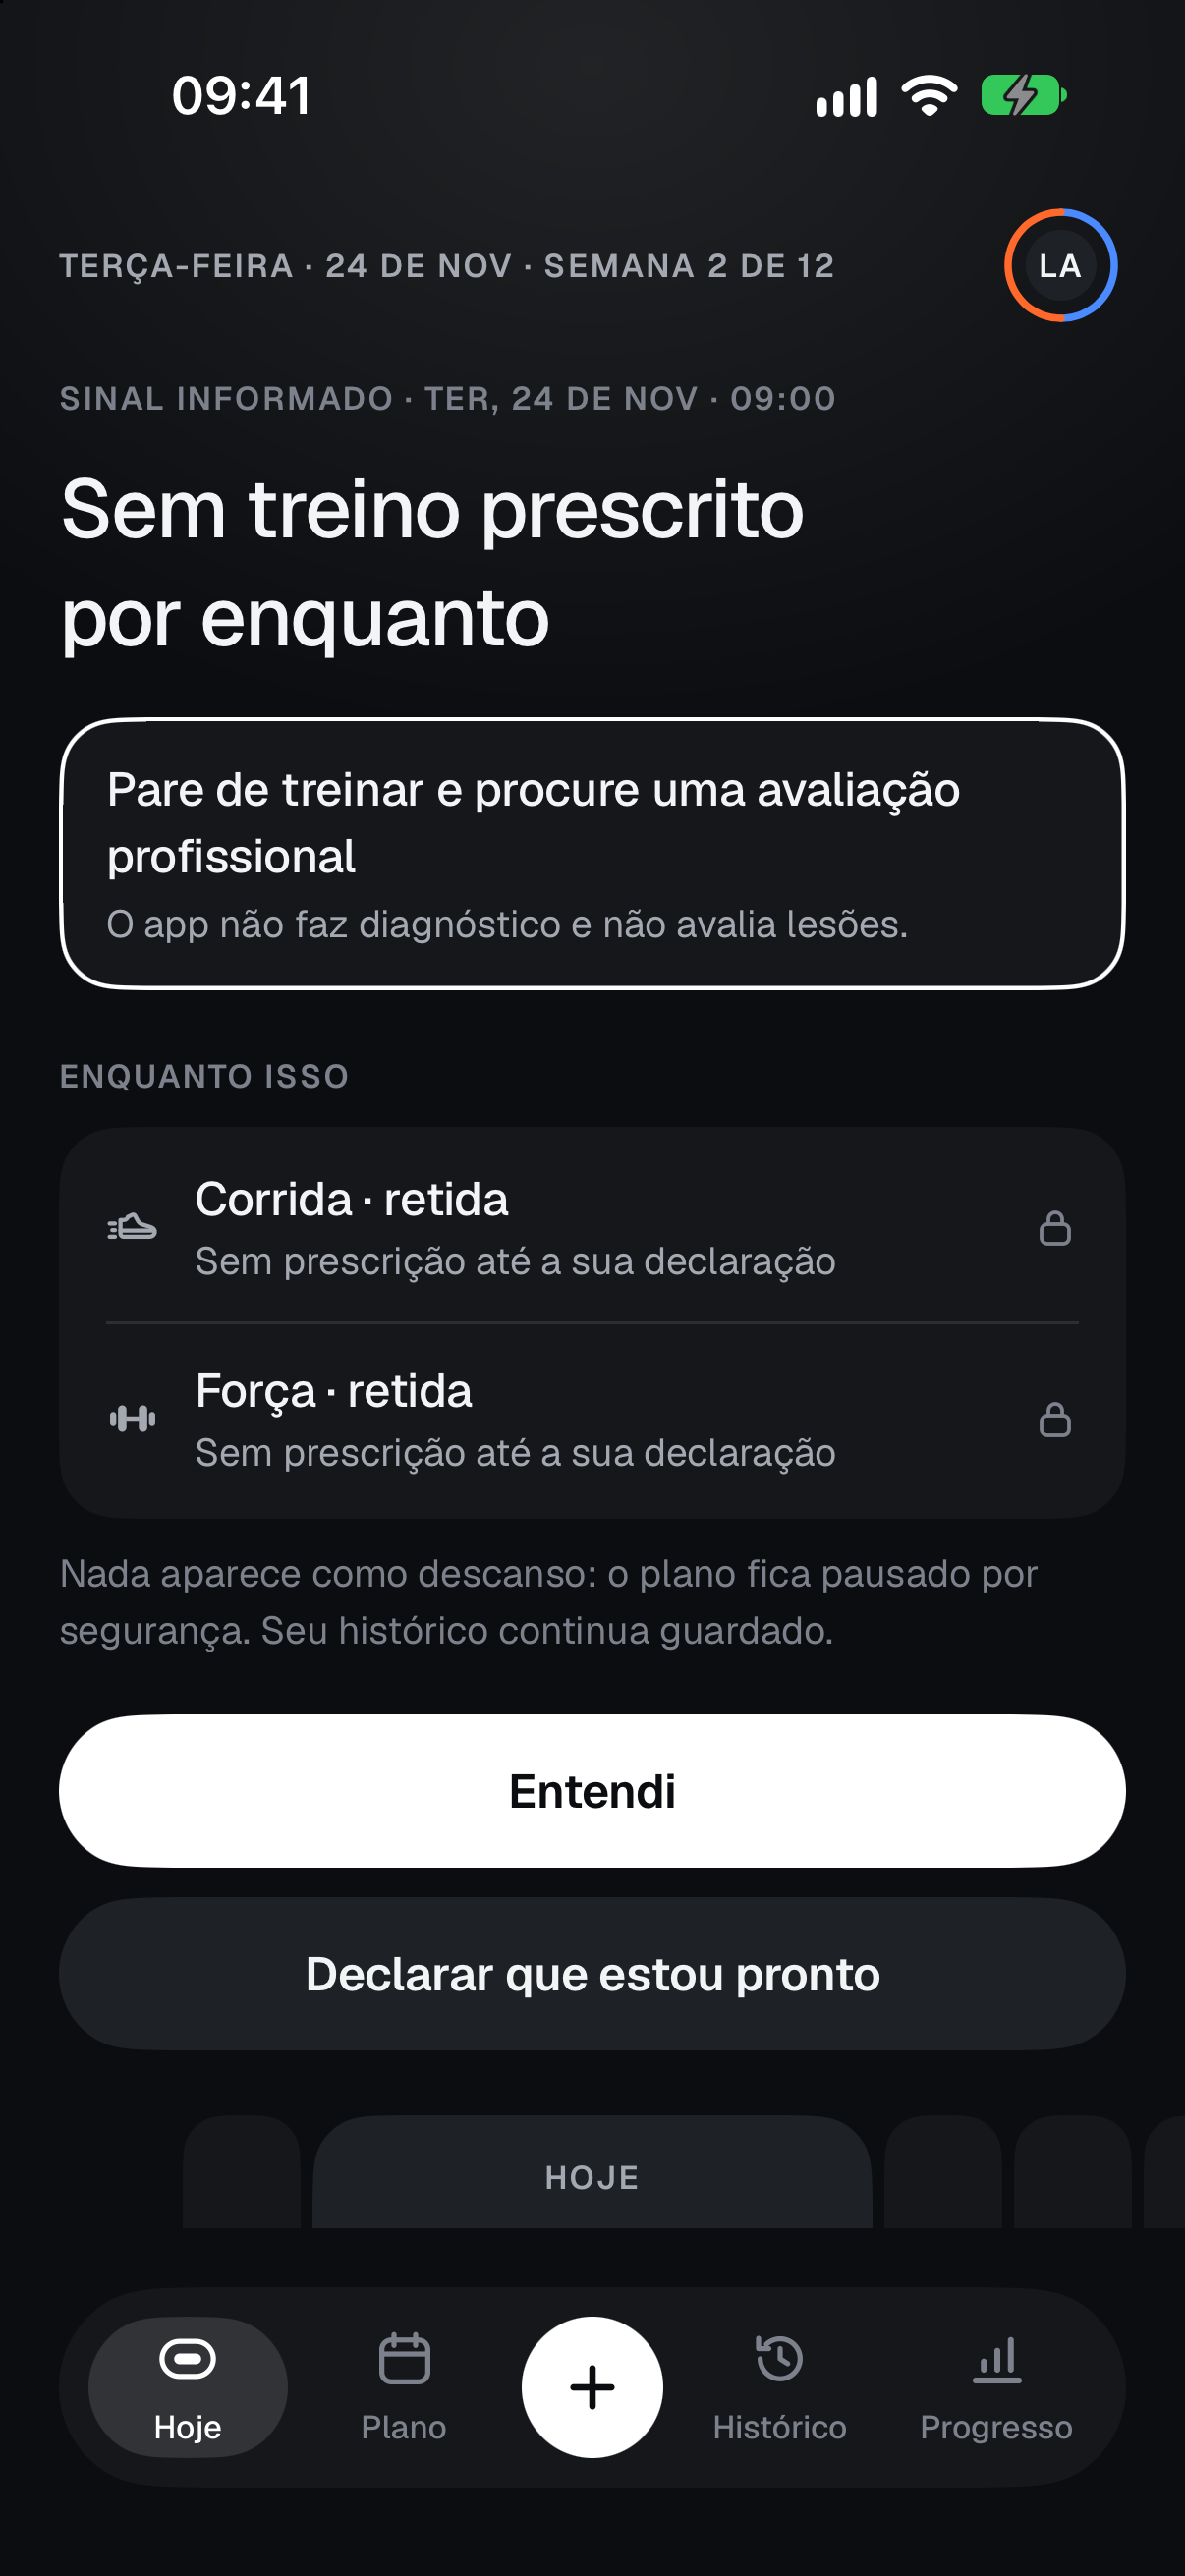 09:41
TERÇA-FEIRA · 24 DE NOV · SEMANA 2 DE 12
LA
SINAL INFORMADO · TER, 24 DE NOV · 09:00
Sem treino prescrito
por enquanto
Pare de treinar e procure uma avaliação
profissional
O app não faz diagnóstico e não avalia lesões.
ENQUANTO ISSO
Corrida · retida
Sem prescrição até a sua declaração
Força · retida
Sem prescrição até a sua declaração
Nada aparece como descanso: o plano fica pausado por
segurança. Seu histórico continua guardado.
Entendi
Declarar que estou pronto
HOJE
Hoje
Plano
Histórico
Progresso